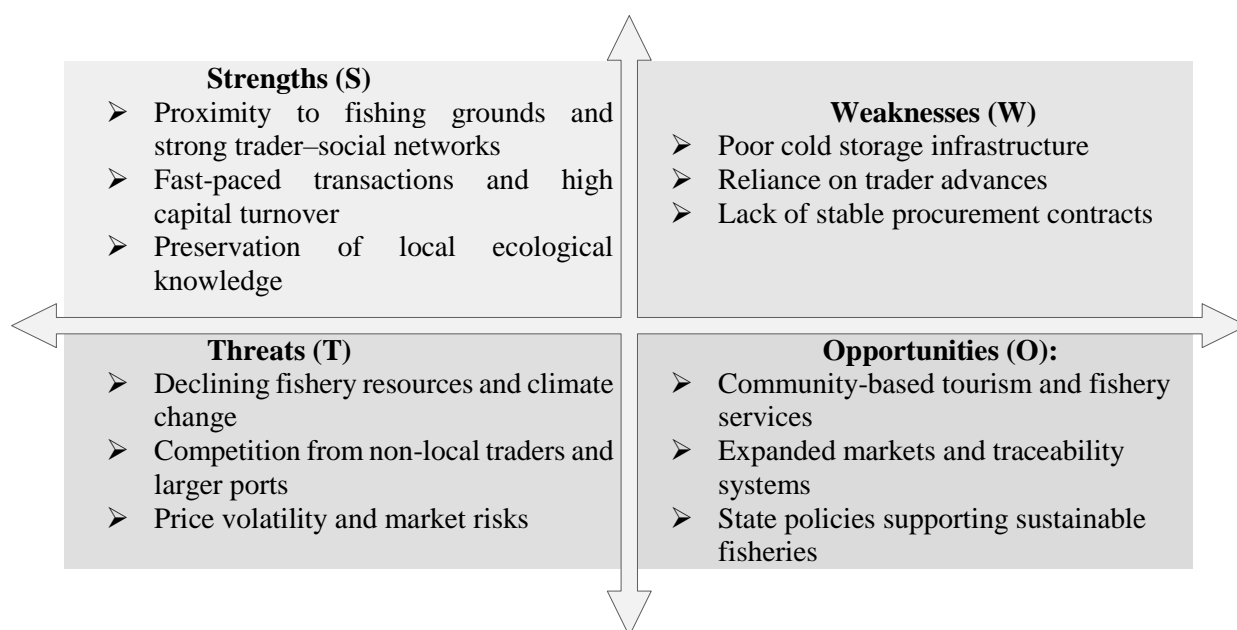 Strengths (S)
➢ Proximity to fishing grounds and
strong trader–social networks
➢ Fast-paced transactions and high
capital turnover
➢ Preservation of local ecological
knowledge
Weaknesses (W)
➢ Poor cold storage infrastructure
➢ Reliance on trader advances
➢ Lack of stable procurement contracts
Threats (T)
➢ Declining fishery resources and climate
change
➢ Competition from non-local traders and
larger ports
➢ Price volatility and market risks
Opportunities (O):
➢ Community-based tourism and fishery
services
➢ Expanded markets and traceability
systems
➢ State policies supporting sustainable
fisheries